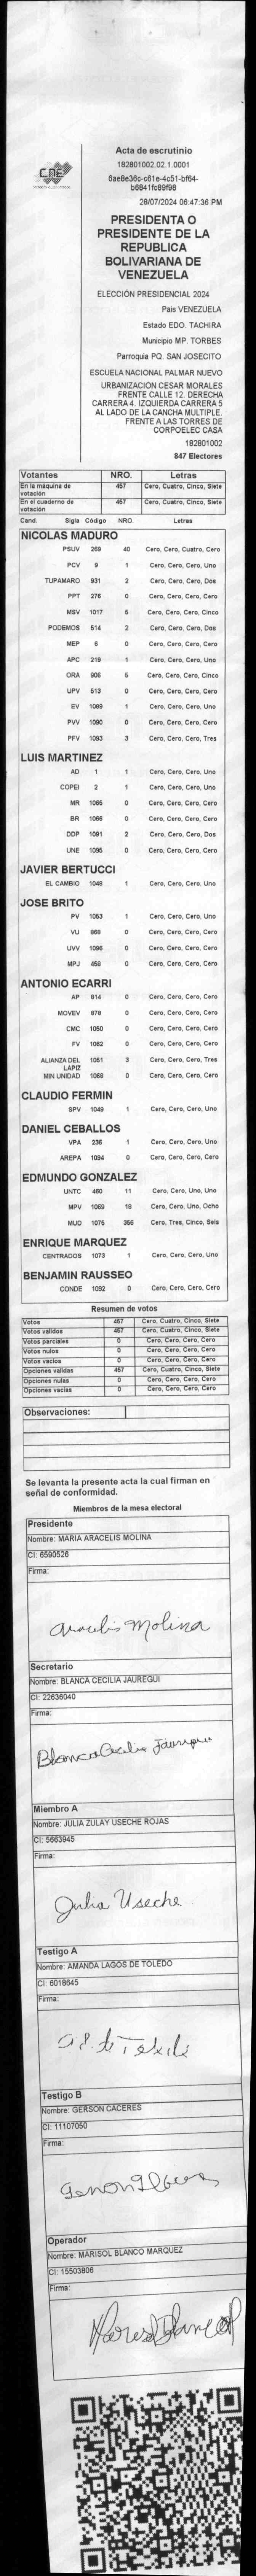 CNE
Acta de escrutinio
182801002.02.1.0001
6ae8e36c-c61e-4c51-bf64-
b6841fc89f98
28/07/2024 06:47:36 PM
PRESIDENTA O
PRESIDENTE DE LA
REPUBLICA
BOLIVARIANA DE
VENEZUELA
ELECCIÓN PRESIDENCIAL 2024
Pais VENEZUELA
Estado EDO. TACHIRA
Municipio MP. TORBES
Parroquia PQ. SAN JOSECITO
ESCUELA NACIONAL PALMAR NUEVO
URBANIZACION CESAR MORALES
FRENTE CALLE 12. DERECHA
CARRERA 4. IZQUIERDA CARRERA 5
AL LADO DE LA CANCHA MULTIPLE.
FRENTE A LAS TORRES DE
CORPOELEC CASA
182801002
847 Electores
Votantes NRO. Letras
En la máquina de votación 457 Cero, Cuatro, Cinco, Siete
En el cuaderno de votación 457 Cero, Cuatro, Cinco, Siete
Cand. Sigla Código NRO. Letras
NICOLAS MADURO
PSUV 269 40 Cero, Cero, Cuatro, Cero
PCV 9 1 Cero, Cero, Cero, Uno
TUPAMARO 931 2 Cero, Cero, Cero, Dos
PPT 276 0 Cero, Cero, Cero, Cero
MSV 1017 5 Cero, Cero, Cero, Cinco
PODEMOS 514 2 Cero, Cero, Cero, Dos
MEP 6 0 Cero, Cero, Cero, Cero
APC 219 1 Cero, Cero, Cero, Uno
ORA 906 5 Cero, Cero, Cero, Cinco
UPV 513 0 Cero, Cero, Cero, Cero
EV 1089 1 Cero, Cero, Cero, Uno
PVV 1090 0 Cero, Cero, Cero, Cero
PFV 1093 3 Cero, Cero, Cero, Tres
LUIS MARTINEZ
AD 1 1 Cero, Cero, Cero, Uno
COPEI 2 1 Cero, Cero, Cero, Uno
MR 1065 0 Cero, Cero, Cero, Cero
BR 1066 0 Cero, Cero, Cero, Cero
DDP 1091 2 Cero, Cero, Cero, Dos
UNE 1095 0 Cero, Cero, Cero, Cero
JAVIER BERTUCCI
EL CAMBIO 1048 1 Cero, Cero, Cero, Uno
JOSE BRITO
PV 1053 1 Cero, Cero, Cero, Uno
VU 869 0 Cero, Cero, Cero, Cero
UVV 1096 0 Cero, Cero, Cero, Cero
MPJ 458 0 Cero, Cero, Cero, Cero
ANTONIO ECARRI
AP 914 0 Cero, Cero, Cero, Cero
MOVEV 979 0 Cero, Cero, Cero, Cero
CMC 1050 0 Cero, Cero, Cero, Cero
FV 1052 0 Cero, Cero, Cero, Cero
ALIANZA DEL LAPIZ 1051 3 Cero, Cero, Cero, Tres
MIN UNIDAD 1068 0 Cero, Cero, Cero, Cero
CLAUDIO FERMIN
SPV 1049 1 Cero, Cero, Cero, Uno
DANIEL CEBALLOS
VPA 236 1 Cero, Cero, Cero, Uno
AREPA 1094 0 Cero, Cero, Cero, Cero
EDMUNDO GONZALEZ
UNTC 460 11 Cero, Cero, Uno, Uno
MPV 1069 18 Cero, Cero, Uno, Ocho
MUD 1075 356 Cero, Tres, Cinco, Seis
ENRIQUE MARQUEZ
CENTRADOS 1073 1 Cero, Cero, Cero, Uno
BENJAMIN RAUSSEO
CONDE 1092 0 Cero, Cero, Cero, Cero
Resumen de votos
Votos 457 Cero, Cuatro, Cinco, Siete
Votos validos 457 Cero, Cuatro, Cinco, Siete
Votos parciales 0 Cero, Cero, Cero, Cero
Votos nulos 0 Cero, Cero, Cero, Cero
Votos vacios 0 Cero, Cero, Cero, Cero
Opciones validas 457 Cero, Cuatro, Cinco, Siete
Opciones nulas 0 Cero, Cero, Cero, Cero
Opciones vacias 0 Cero, Cero, Cero, Cero
Observaciones:
Se levanta la presente acta la cual firman en
señal de conformidad.
Miembros de la mesa electoral
Presidente
Nombre: MARIA ARACELIS MOLINA
CI: 6590526
Firma:
Aracelis Molina
Secretario
Nombre: BLANCA CECILIA JAUREGUI
CI: 22636040
Firma:
Blanca Cecilia Jauregui
Miembro A
Nombre: JULIA ZULAY USECHE ROJAS
CI: 5663945
Firma:
Julia Useche
Testigo A
Nombre: AMANDA LAGOS DE TOLEDO
CI: 6018645
Firma:
Testigo B
Nombre: GERSON CACERES
CI: 11107050
Firma:
Operador
Nombre: MARISOL BLANCO MARQUEZ
CI: 15503806
Firma:
Marisol Blanco